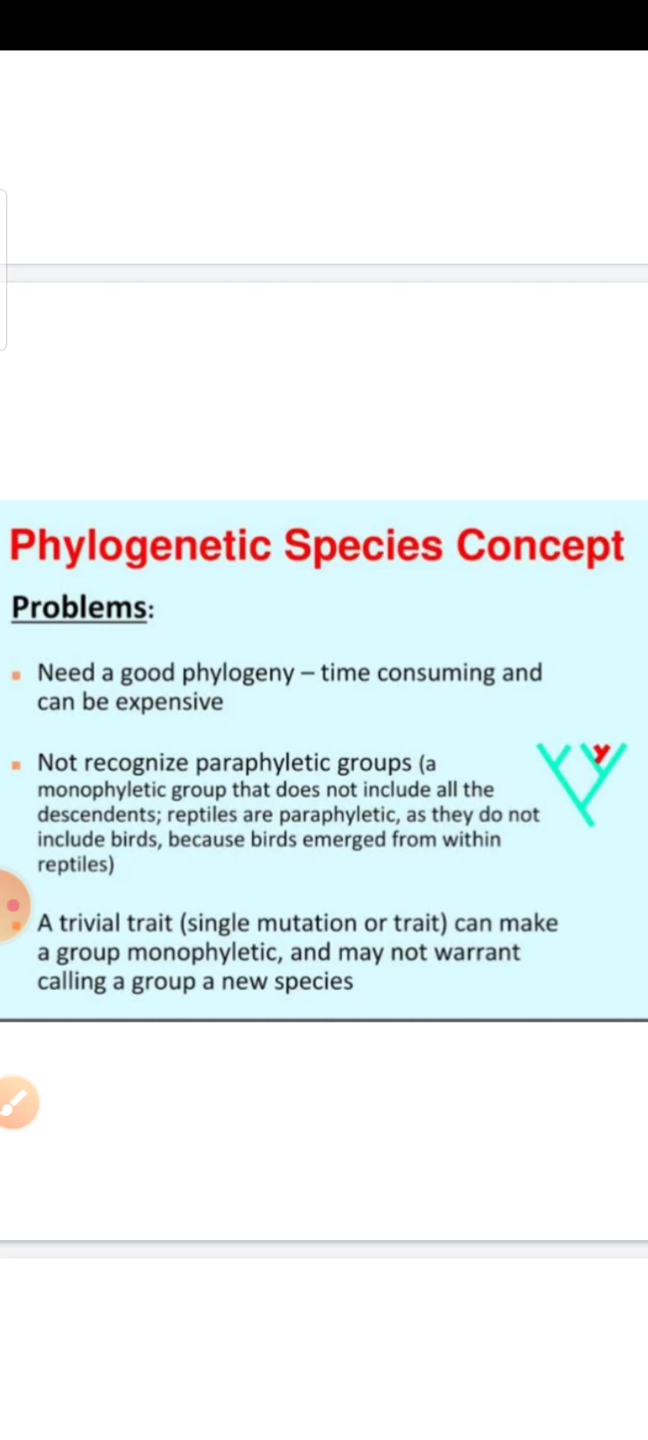 Phylogenetic Species Concept
Problems:
Need a good phylogeny – time consuming and
can be expensive
Not recognize paraphyletic groups (a
monophyletic group that does not include all the
descendents; reptiles are paraphyletic, as they do not
include birds, because birds emerged from within
reptiles)
A trivial trait (single mutation or trait) can make
a group monophyletic, and may not warrant
calling a group a new species